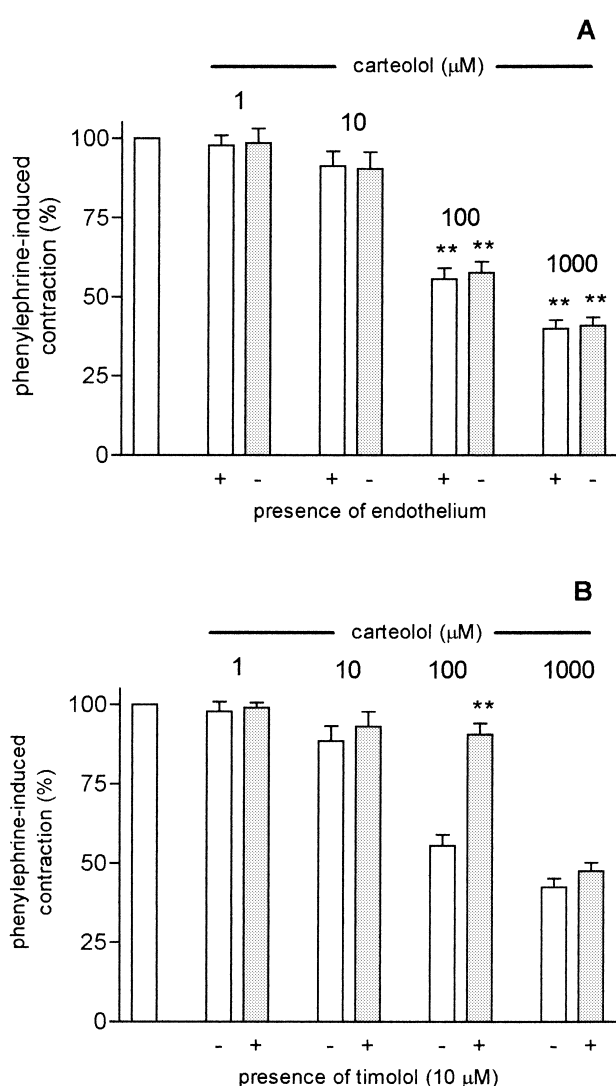 A
carteolol (μM)
1
10
100
1000
** ** ** **
phenylephrine-induced
contraction (%)
100
75
50
25
0
+ - + - + - + -
presence of endothelium
B
carteolol (μM)
1 10 100 1000
**
phenylephrine-induced
contraction (%)
100
75
50
25
0
- + - + - + - +
presence of timolol (10 μM)